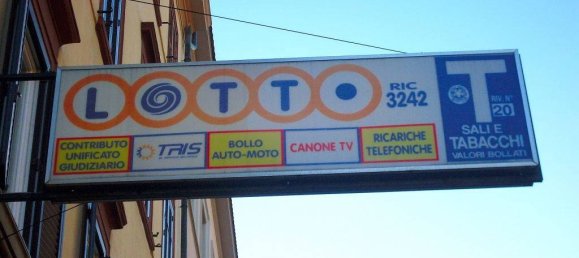 LOTTO
RIC
3242
CONTRIBUTO
UNIFICATO
GIUDIZIARIO
TRIS
BOLLO
AUTO-MOTO
CANONE TV
RICARICHE
TELEFONICHE
T
RIV. N°
20
SALI E
TABACCHI
VALORI BOLLATI